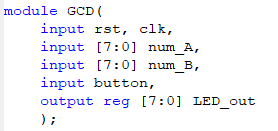 module GCD(
    input rst, clk,
    input [7:0] num_A,
    input [7:0] num_B,
    input button,
    output reg [7:0] LED_out
    );